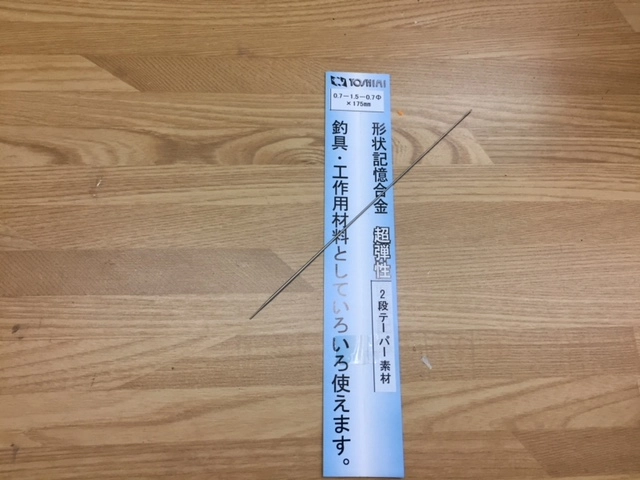 TOSHIMI
0.7－1.5－0.7Φ
×175mm
形状記憶合金 超弾性
2段テーパー素材
釣具・工作用材料としていろいろ使えます。